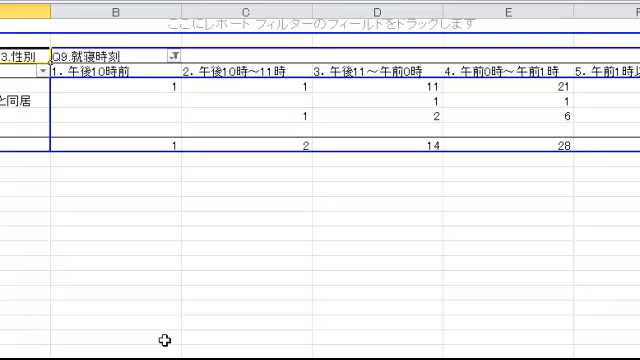 B C D E F
ここにレポート フィルターのフィールドをドラッグします
3.性別 Q9.就寝時刻
1. 午後10時前 2. 午後10時～11時 3. 午後11～午前0時 4. 午前0時～午前1時 5. 午前1時以
1 1 11 21
と同居 1 1
1 2 6
1 2 14 28